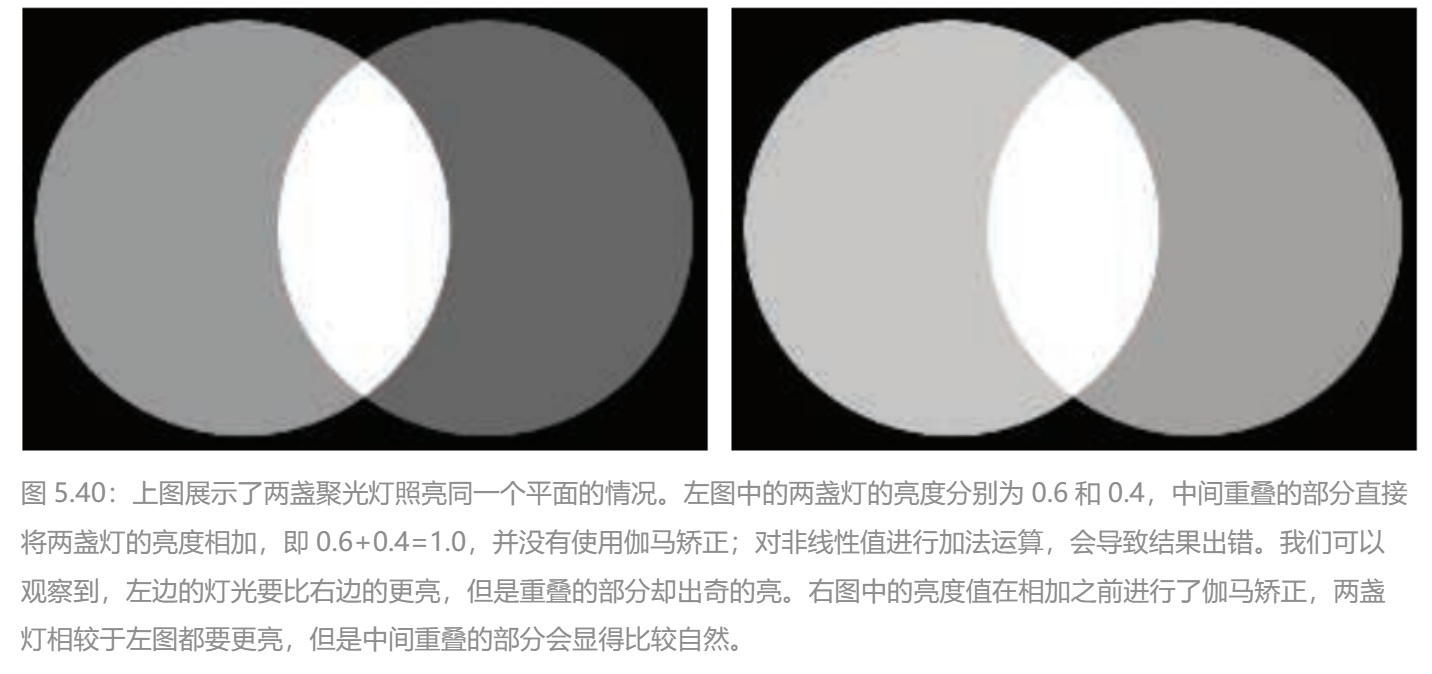 图 5.40：上图展示了两盏聚光灯照亮同一个平面的情况。左图中的两盏灯的亮度分别为 0.6 和 0.4，中间重叠的部分直接
将两盏灯的亮度相加，即 0.6+0.4=1.0，并没有使用伽马矫正；对非线性值进行加法运算，会导致结果出错。我们可以
观察到，左边的灯光要比右边的更亮，但是重叠的部分却出奇的亮。右图中的亮度值在相加之前进行了伽马矫正，两盏
灯相较于左图都要更亮，但是中间重叠的部分会显得比较自然。